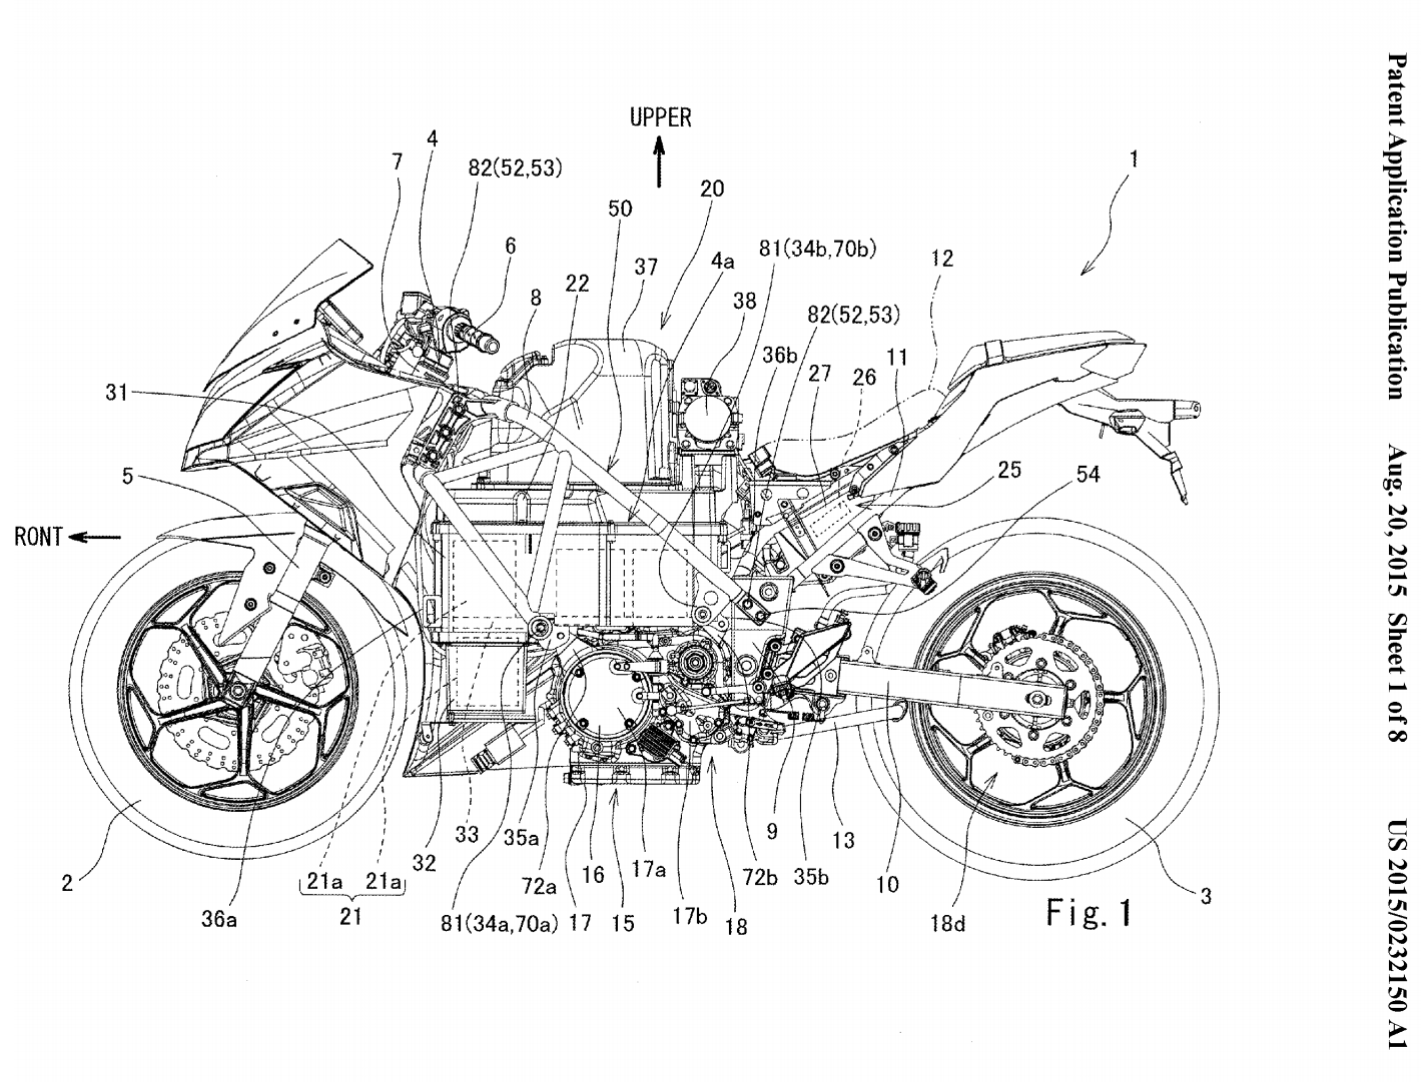 UPPER
1
4
7
82(52,53)
20
50
6
4a
81(34b,70b)
12
37
22
8
38
82(52,53)
36b
11
27
26
31
5
25
54
RONT
2
36a
21a
21a
21
32
33
35a
81(34a,70a)
72a
17
16
15
17a
17b
18
72b
9
35b
13
10
18d
3
Fig. 1
Patent Application Publication Aug. 20, 2015 Sheet 1 of 8 US 2015/0232150 A1